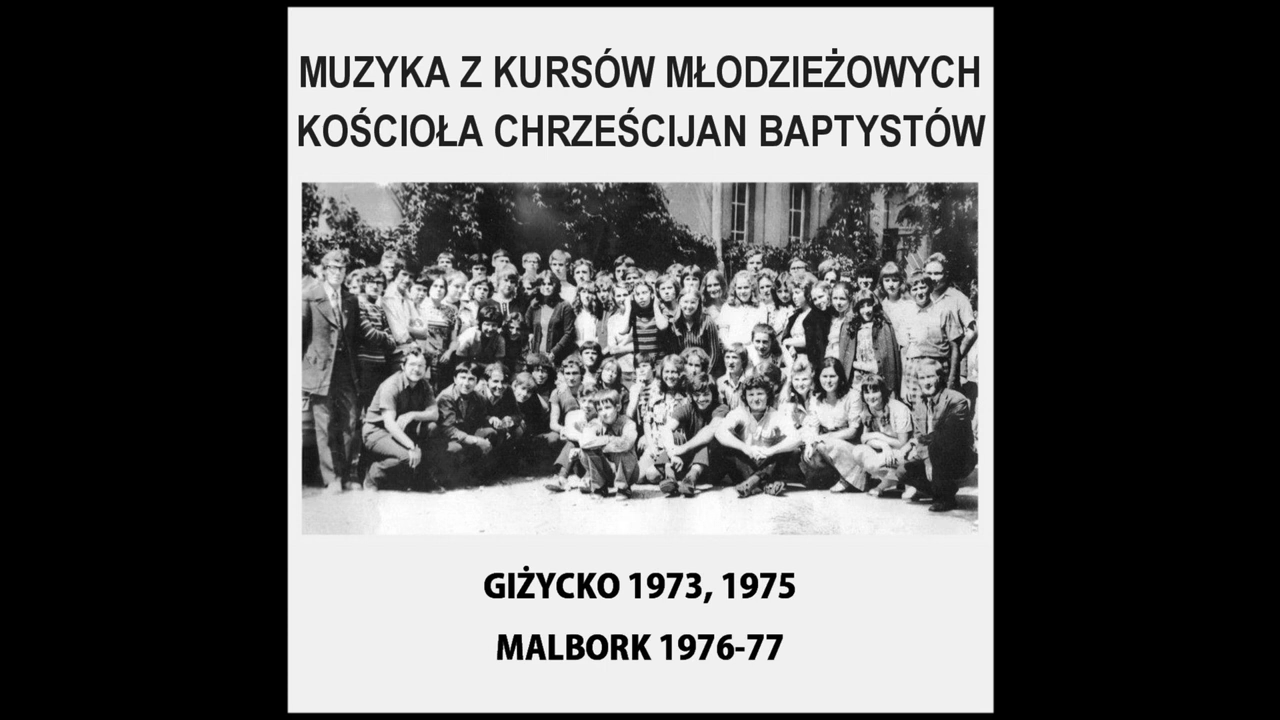 MUZYKA Z KURSÓW MŁODZIEŻOWYCH
KOŚCIOŁA CHRZEŚCIJAN BAPTYSTÓW
GIŻYCKO 1973, 1975
MALBORK 1976-77